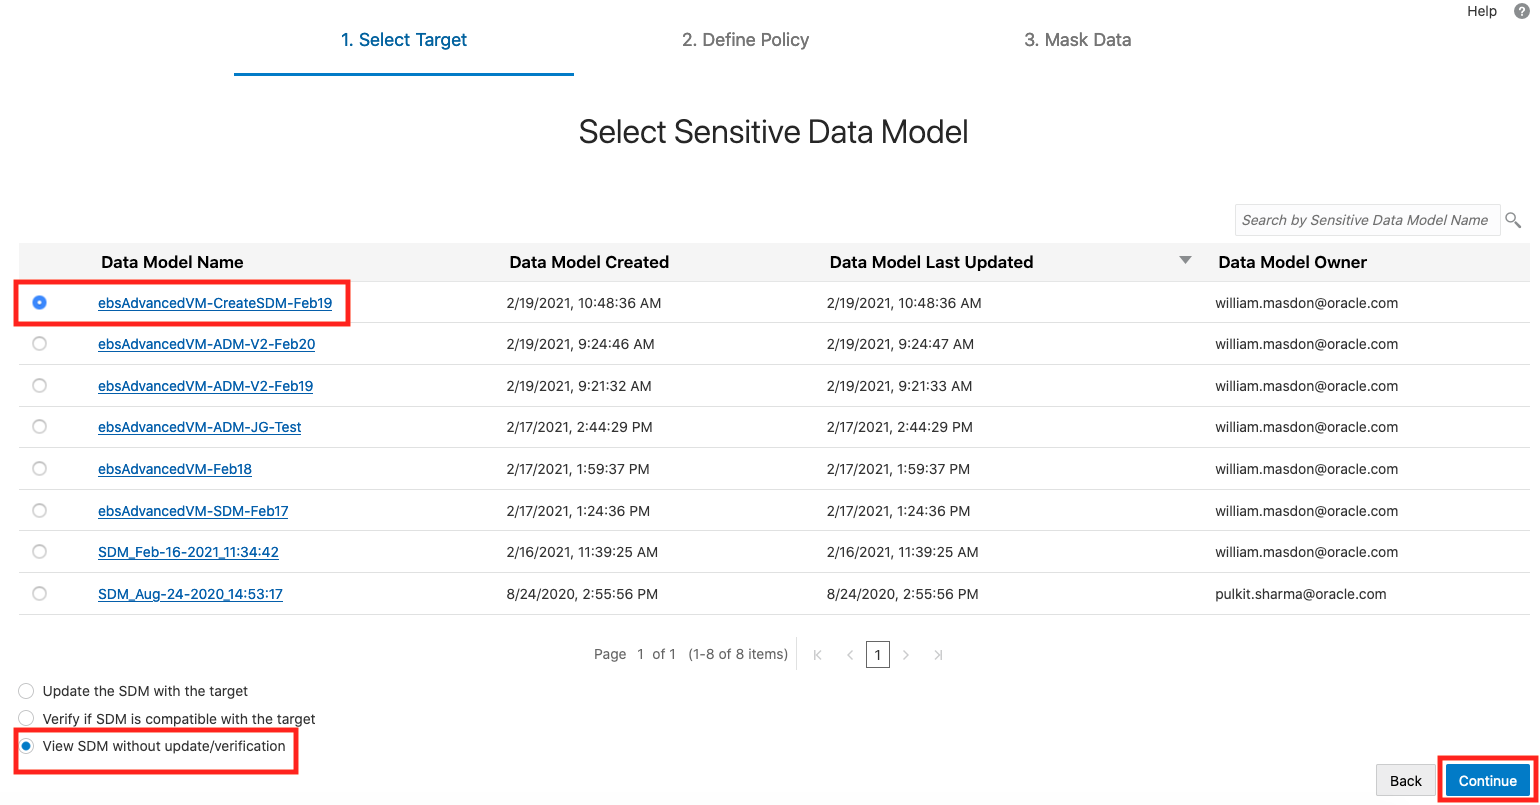 Help ?
1. Select Target 2. Define Policy 3. Mask Data
Select Sensitive Data Model
Search by Sensitive Data Model Name
Data Model Name Data Model Created Data Model Last Updated Data Model Owner
ebsAdvancedVM-CreateSDM-Feb19 2/19/2021, 10:48:36 AM 2/19/2021, 10:48:36 AM william.masdon@oracle.com
ebsAdvancedVM-ADM-V2-Feb20 2/19/2021, 9:24:46 AM 2/19/2021, 9:24:47 AM william.masdon@oracle.com
ebsAdvancedVM-ADM-V2-Feb19 2/19/2021, 9:21:32 AM 2/19/2021, 9:21:33 AM william.masdon@oracle.com
ebsAdvancedVM-ADM-JG-Test 2/17/2021, 2:44:29 PM 2/17/2021, 2:44:29 PM william.masdon@oracle.com
ebsAdvancedVM-Feb18 2/17/2021, 1:59:37 PM 2/17/2021, 1:59:37 PM william.masdon@oracle.com
ebsAdvancedVM-SDM-Feb17 2/17/2021, 1:24:36 PM 2/17/2021, 1:24:36 PM william.masdon@oracle.com
SDM_Feb-16-2021_11:34:42 2/16/2021, 11:39:25 AM 2/16/2021, 11:39:25 AM william.masdon@oracle.com
SDM_Aug-24-2020_14:53:17 8/24/2020, 2:55:56 PM 8/24/2020, 2:55:56 PM pulkit.sharma@oracle.com
Page 1 of 1 (1-8 of 8 items) 1
Update the SDM with the target
Verify if SDM is compatible with the target
View SDM without update/verification
Back Continue